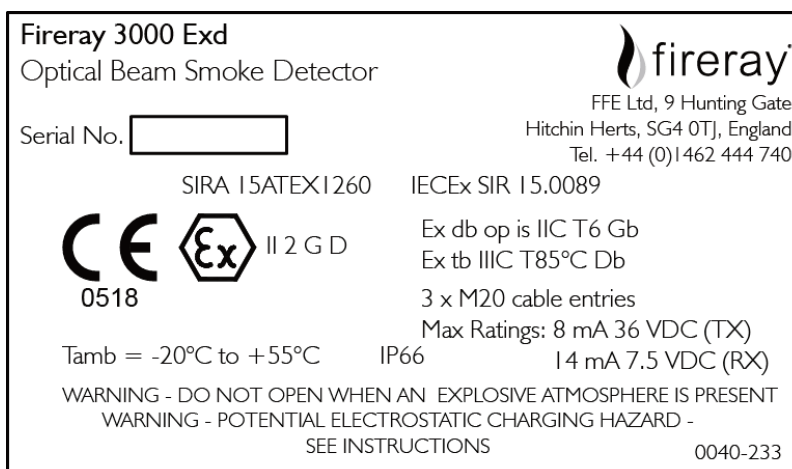 Fireray 3000 Exd
Optical Beam Smoke Detector
fireray
FFE Ltd, 9 Hunting Gate
Hitchin Herts, SG4 0TJ, England
Tel. +44 (0)1462 444 740
Serial No.
SIRA 15ATEX1260 IECEx SIR 15.0089
CE Ex II 2 G D
0518
Ex db op is IIC T6 Gb
Ex tb IIIC T85°C Db
3 x M20 cable entries
Max Ratings: 8 mA 36 VDC (TX)
14 mA 7.5 VDC (RX)
Tamb = -20°C to +55°C IP66
WARNING - DO NOT OPEN WHEN AN EXPLOSIVE ATMOSPHERE IS PRESENT
WARNING - POTENTIAL ELECTROSTATIC CHARGING HAZARD -
SEE INSTRUCTIONS
0040-233